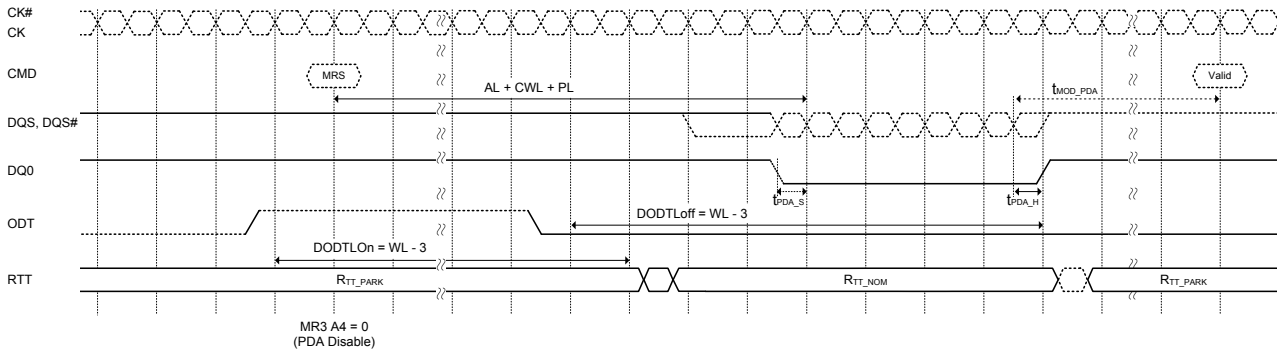 CK#
CK
CMD
MRS
Valid
AL + CWL + PL
tMOD_PDA
DQS, DQS#
DQ0
tPDA_S
tPDA_H
ODT
DODTLoff = WL - 3
DODTLOn = WL - 3
RTT
RTT_PARK
RTT_NOM
RTT_PARK
MR3 A4 = 0
(PDA Disable)